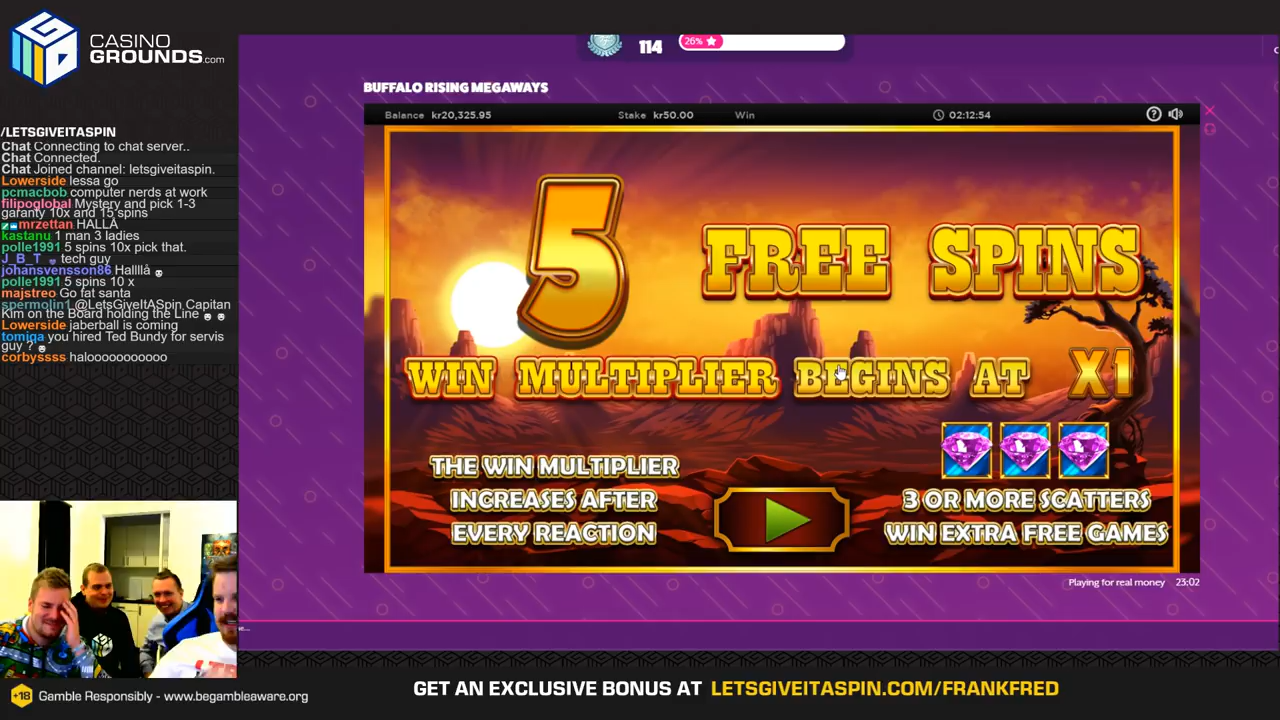 CASINO
GROUNDS.com
/LETSGIVEITASPIN
Chat Connecting to chat server..
Chat Connected.
Chat Joined channel: letsgiveitaspin.
Lowerside lessa go
pcmacbob computer nerds at work
filipoglobal Mystery and pick 1-3
garanty 10x and 15 spins
mrzettan HALLÅ
kastanu 1 man 3 ladies
polle1991 5 spins 10x pick that.
J_B_T tech guy
johansvensson86 Hallllå
polle1991 5 spins 10 x
majstreo Go fat santa
spermolin1 @LetsGiveItASpin Capitan
Kim on the Board holding the Line
Lowerside jaberball is coming
tomiqa you hired Ted Bundy for servis
guy ?
corbyssss halooooooooooo
114
26%
BUFFALO RISING MEGAWAYS
Balance kr20,325.95
Stake kr50.00
Win
02:12:54
5 FREE SPINS
WIN MULTIPLIER BEGINS AT X1
THE WIN MULTIPLIER
INCREASES AFTER
EVERY REACTION
3 OR MORE SCATTERS
WIN EXTRA FREE GAMES
Playing for real money 23:02
+18 Gamble Responsibly - www.begambleaware.org
GET AN EXCLUSIVE BONUS AT LETSGIVEITASPIN.COM/FRANKFRED